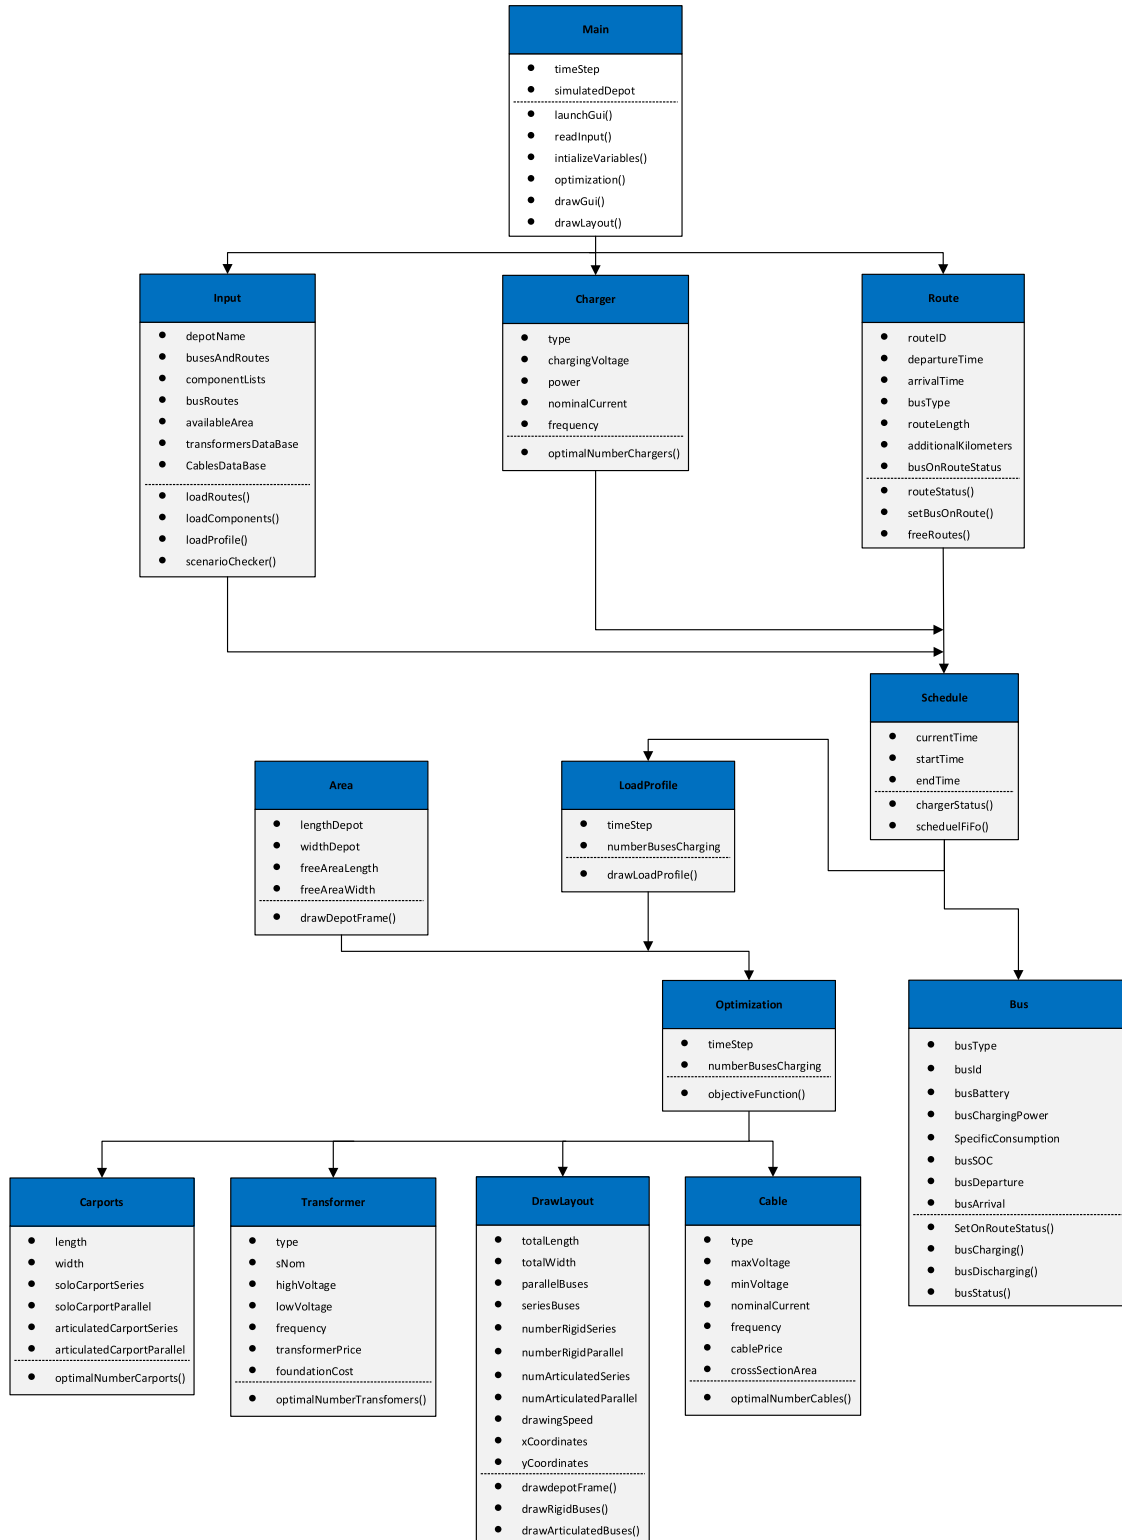 Main
timeStep
simulatedDepot
launchGui()
readInput()
intializeVariables()
optimization()
drawGui()
drawLayout()
Input
depotName
busesAndRoutes
componentLists
busRoutes
availableArea
transformersDataBase
CablesDataBase
loadRoutes()
loadComponents()
loadProfile()
scenarioChecker()
Charger
type
chargingVoltage
power
nominalCurrent
frequency
optimalNumberChargers()
Route
routeID
departureTime
arrivalTime
busType
routeLength
additionalKilometers
busOnRouteStatus
routeStatus()
setBusOnRoute()
freeRoutes()
Schedule
currentTime
startTime
endTime
chargerStatus()
scheduelFiFo()
Area
lengthDepot
widthDepot
freeAreaLength
freeAreaWidth
drawDepotFrame()
LoadProfile
timeStep
numberBusesCharging
drawLoadProfile()
Optimization
timeStep
numberBusesCharging
objectiveFunction()
Bus
busType
busId
busBattery
busChargingPower
SpecificConsumption
busSOC
busDeparture
busArrival
SetOnRouteStatus()
busCharging()
busDischarging()
busStatus()
Carports
length
width
soloCarportSeries
soloCarportParallel
articulatedCarportSeries
articulatedCarportParallel
optimalNumberCarports()
Transformer
type
sNom
highVoltage
lowVoltage
frequency
transformerPrice
foundationCost
optimalNumberTransfomers()
DrawLayout
totalLength
totalWidth
parallelBuses
seriesBuses
numberRigidSeries
numberRigidParallel
numArticulatedSeries
numArticulatedParallel
drawingSpeed
xCoordinates
yCoordinates
drawdepotFrame()
drawRigidBuses()
drawArticulatedBuses()
Cable
type
maxVoltage
minVoltage
nominalCurrent
frequency
cablePrice
crossSectionArea
optimalNumberCables()